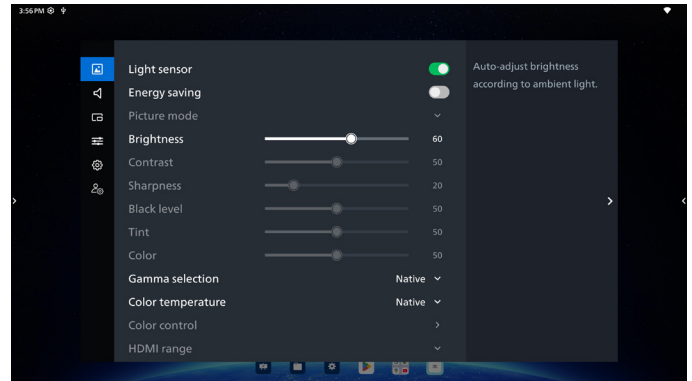 3:56 PM
Light sensor
Auto-adjust brightness
according to ambient light.
Energy saving
Picture mode
Brightness 60
Contrast 50
Sharpness 20
Black level 50
Tint 50
Color 50
Gamma selection Native
Color temperature Native
Color control
HDMI range